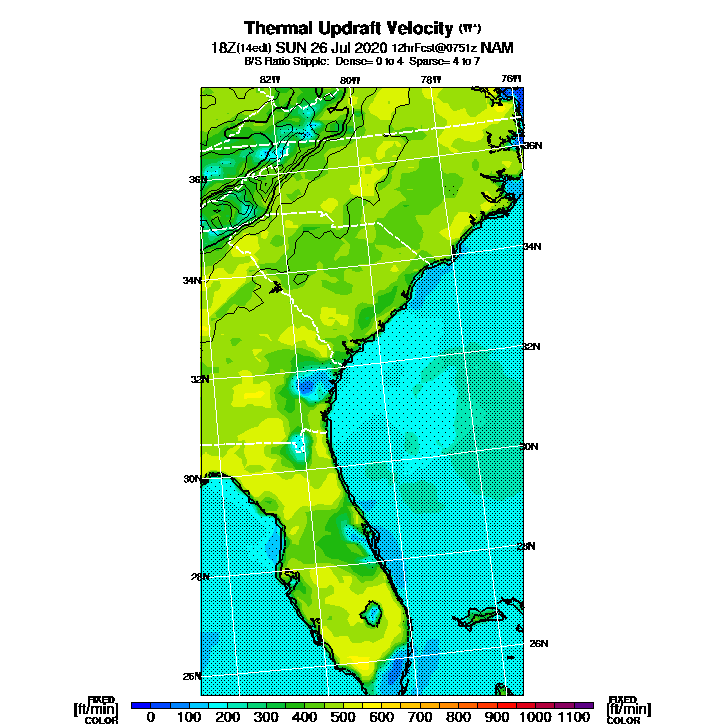 Thermal Updraft Velocity (W*)
18Z(14edt) SUN 26 Jul 2020 12hrFcst@0751z NAM
B/S Ratio Stipple: Dense= 0 to 4 Sparse= 4 to 7
82W 80W 78W 76W
36N
36N
34N
34N
32N
32N
30N
30N
28N
28N
26N
26N
FIXED FIXED
[ft/min] 0 100 200 300 400 500 600 700 800 900 1000 1100 [ft/min]
COLOR COLOR